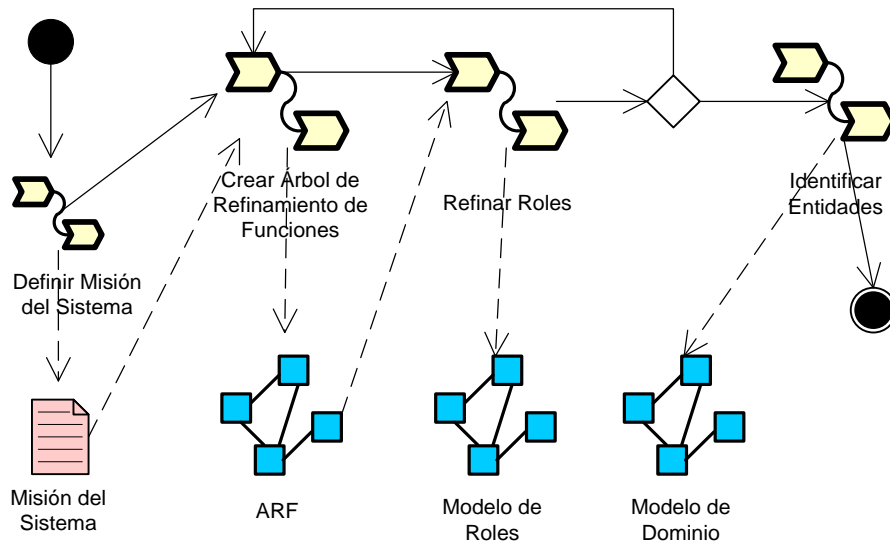 Crear Árbol de
Refinamiento de
Funciones
Refinar Roles
Identificar
Entidades
Definir Misión
del Sistema
Misión del
Sistema
ARF
Modelo de
Roles
Modelo de
Dominio